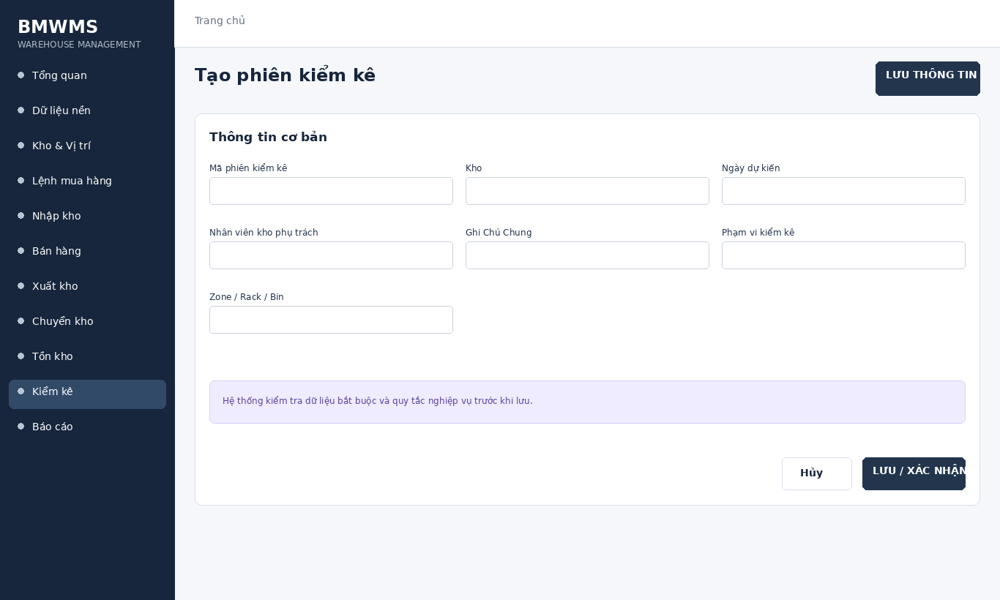 BMWMS
WAREHOUSE MANAGEMENT
Tổng quan
Dữ liệu nền
Kho & Vị trí
Lệnh mua hàng
Nhập kho
Bán hàng
Xuất kho
Chuyển kho
Tồn kho
Kiểm kê
Báo cáo
Trang chủ
Tạo phiên kiểm kê
LƯU THÔNG TIN
Thông tin cơ bản
Mã phiên kiểm kê
Kho
Ngày dự kiến
Nhân viên kho phụ trách
Ghi Chú Chung
Phạm vi kiểm kê
Zone / Rack / Bin
Hệ thống kiểm tra dữ liệu bắt buộc và quy tắc nghiệp vụ trước khi lưu.
Hủy
LƯU / XÁC NHẬN